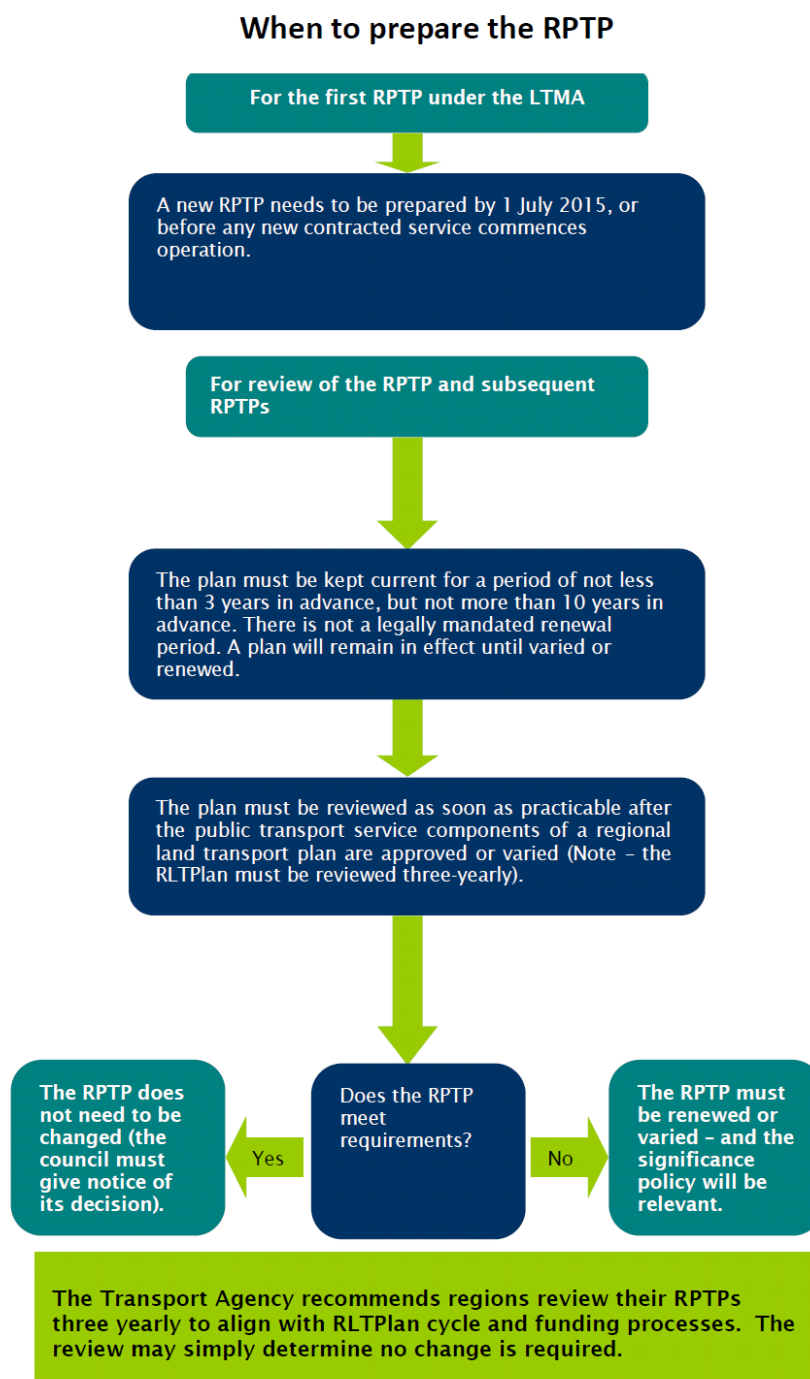 When to prepare the RPTP
For the first RPTP under the LTMA
A new RPTP needs to be prepared by 1 July 2015, or
before any new contracted service commences
operation.
For review of the RPTP and subsequent
RPTPs
The plan must be kept current for a period of not less
than 3 years in advance, but not more than 10 years in
advance. There is not a legally mandated renewal
period. A plan will remain in effect until varied or
renewed.
The plan must be reviewed as soon as practicable after
the public transport service components of a regional
land transport plan are approved or varied (Note – the
RLTPlan must be reviewed three-yearly).
The RPTP does
not need to be
changed (the
council must
give notice of
its decision).
Yes
Does the RPTP
meet
requirements?
No
The RPTP must
be renewed or
varied – and the
significance
policy will be
relevant.
The Transport Agency recommends regions review their RPTPs
three yearly to align with RLTPlan cycle and funding processes. The
review may simply determine no change is required.